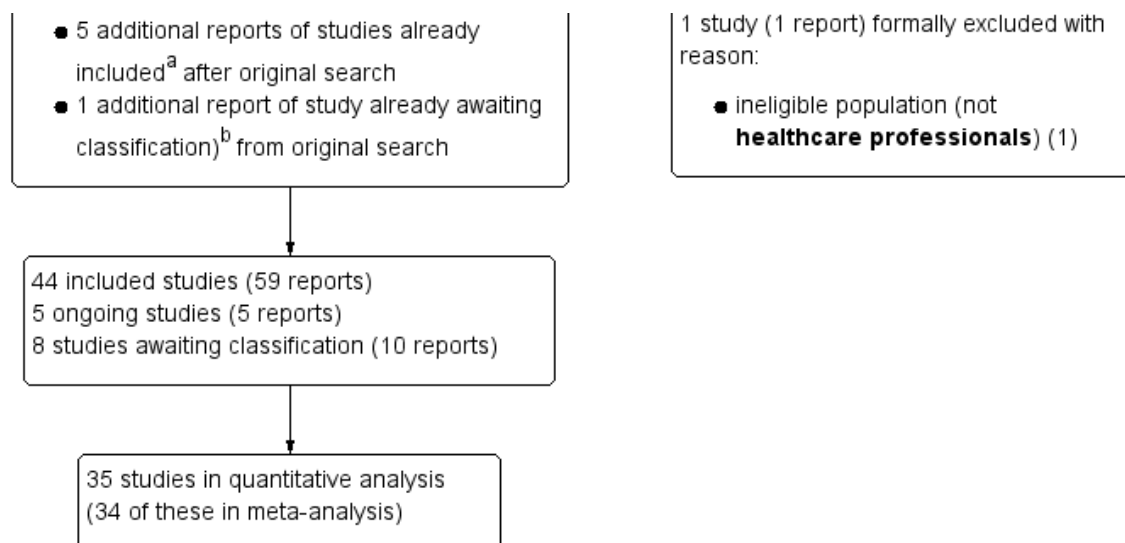 ● 5 additional reports of studies already
includedᵃ after original search
● 1 additional report of study already awaiting
classification)ᵇ from original search
1 study (1 report) formally excluded with
reason:
● ineligible population (not
healthcare professionals) (1)
44 included studies (59 reports)
5 ongoing studies (5 reports)
8 studies awaiting classification (10 reports)
35 studies in quantitative analysis
(34 of these in meta-analysis)